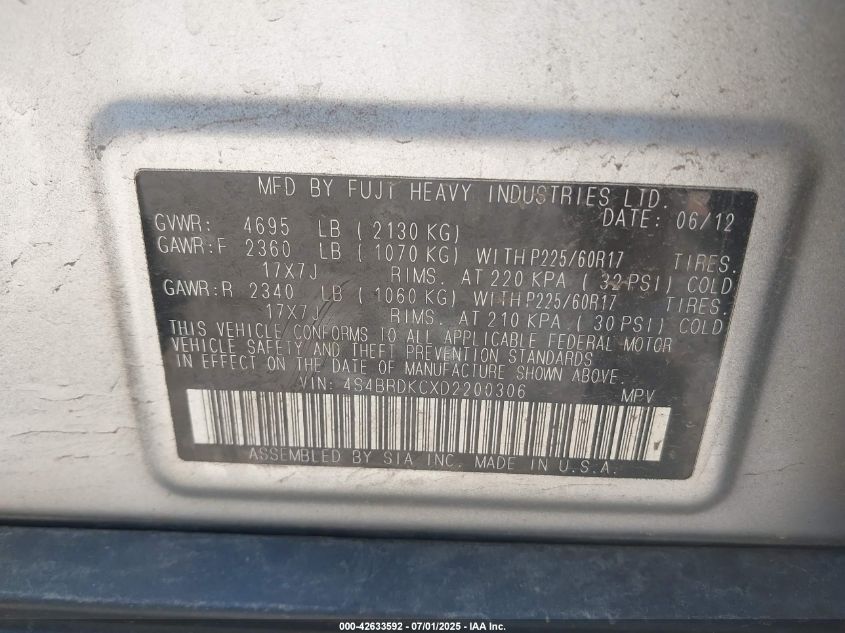 MFD BY FUJI HEAVY INDUSTRIES LTD.
DATE: 06/12
GVWR: 4695 LB ( 2130 KG)
GAWR:F 2360 LB ( 1070 KG) WITH P225/60R17 TIRES.
17X7J RIMS. AT 220 KPA ( 32 PSI) COLD
GAWR:R 2340 LB ( 1060 KG) WITH P225/60R17 TIRES.
17X7J RIMS. AT 210 KPA ( 30 PSI) COLD
THIS VEHICLE CONFORMS TO ALL APPLICABLE FEDERAL MOTOR
VEHICLE SAFETY AND THEFT PREVENTION STANDARDS
IN EFFECT ON THE DATE OF MANUFACTURE SHOWN ABOVE.
VIN: 4S4BRDKCXD2200306 MPV
ASSEMBLED BY SIA INC. MADE IN U.S.A.
000-42633592 - 07/01/2025 - IAA Inc.